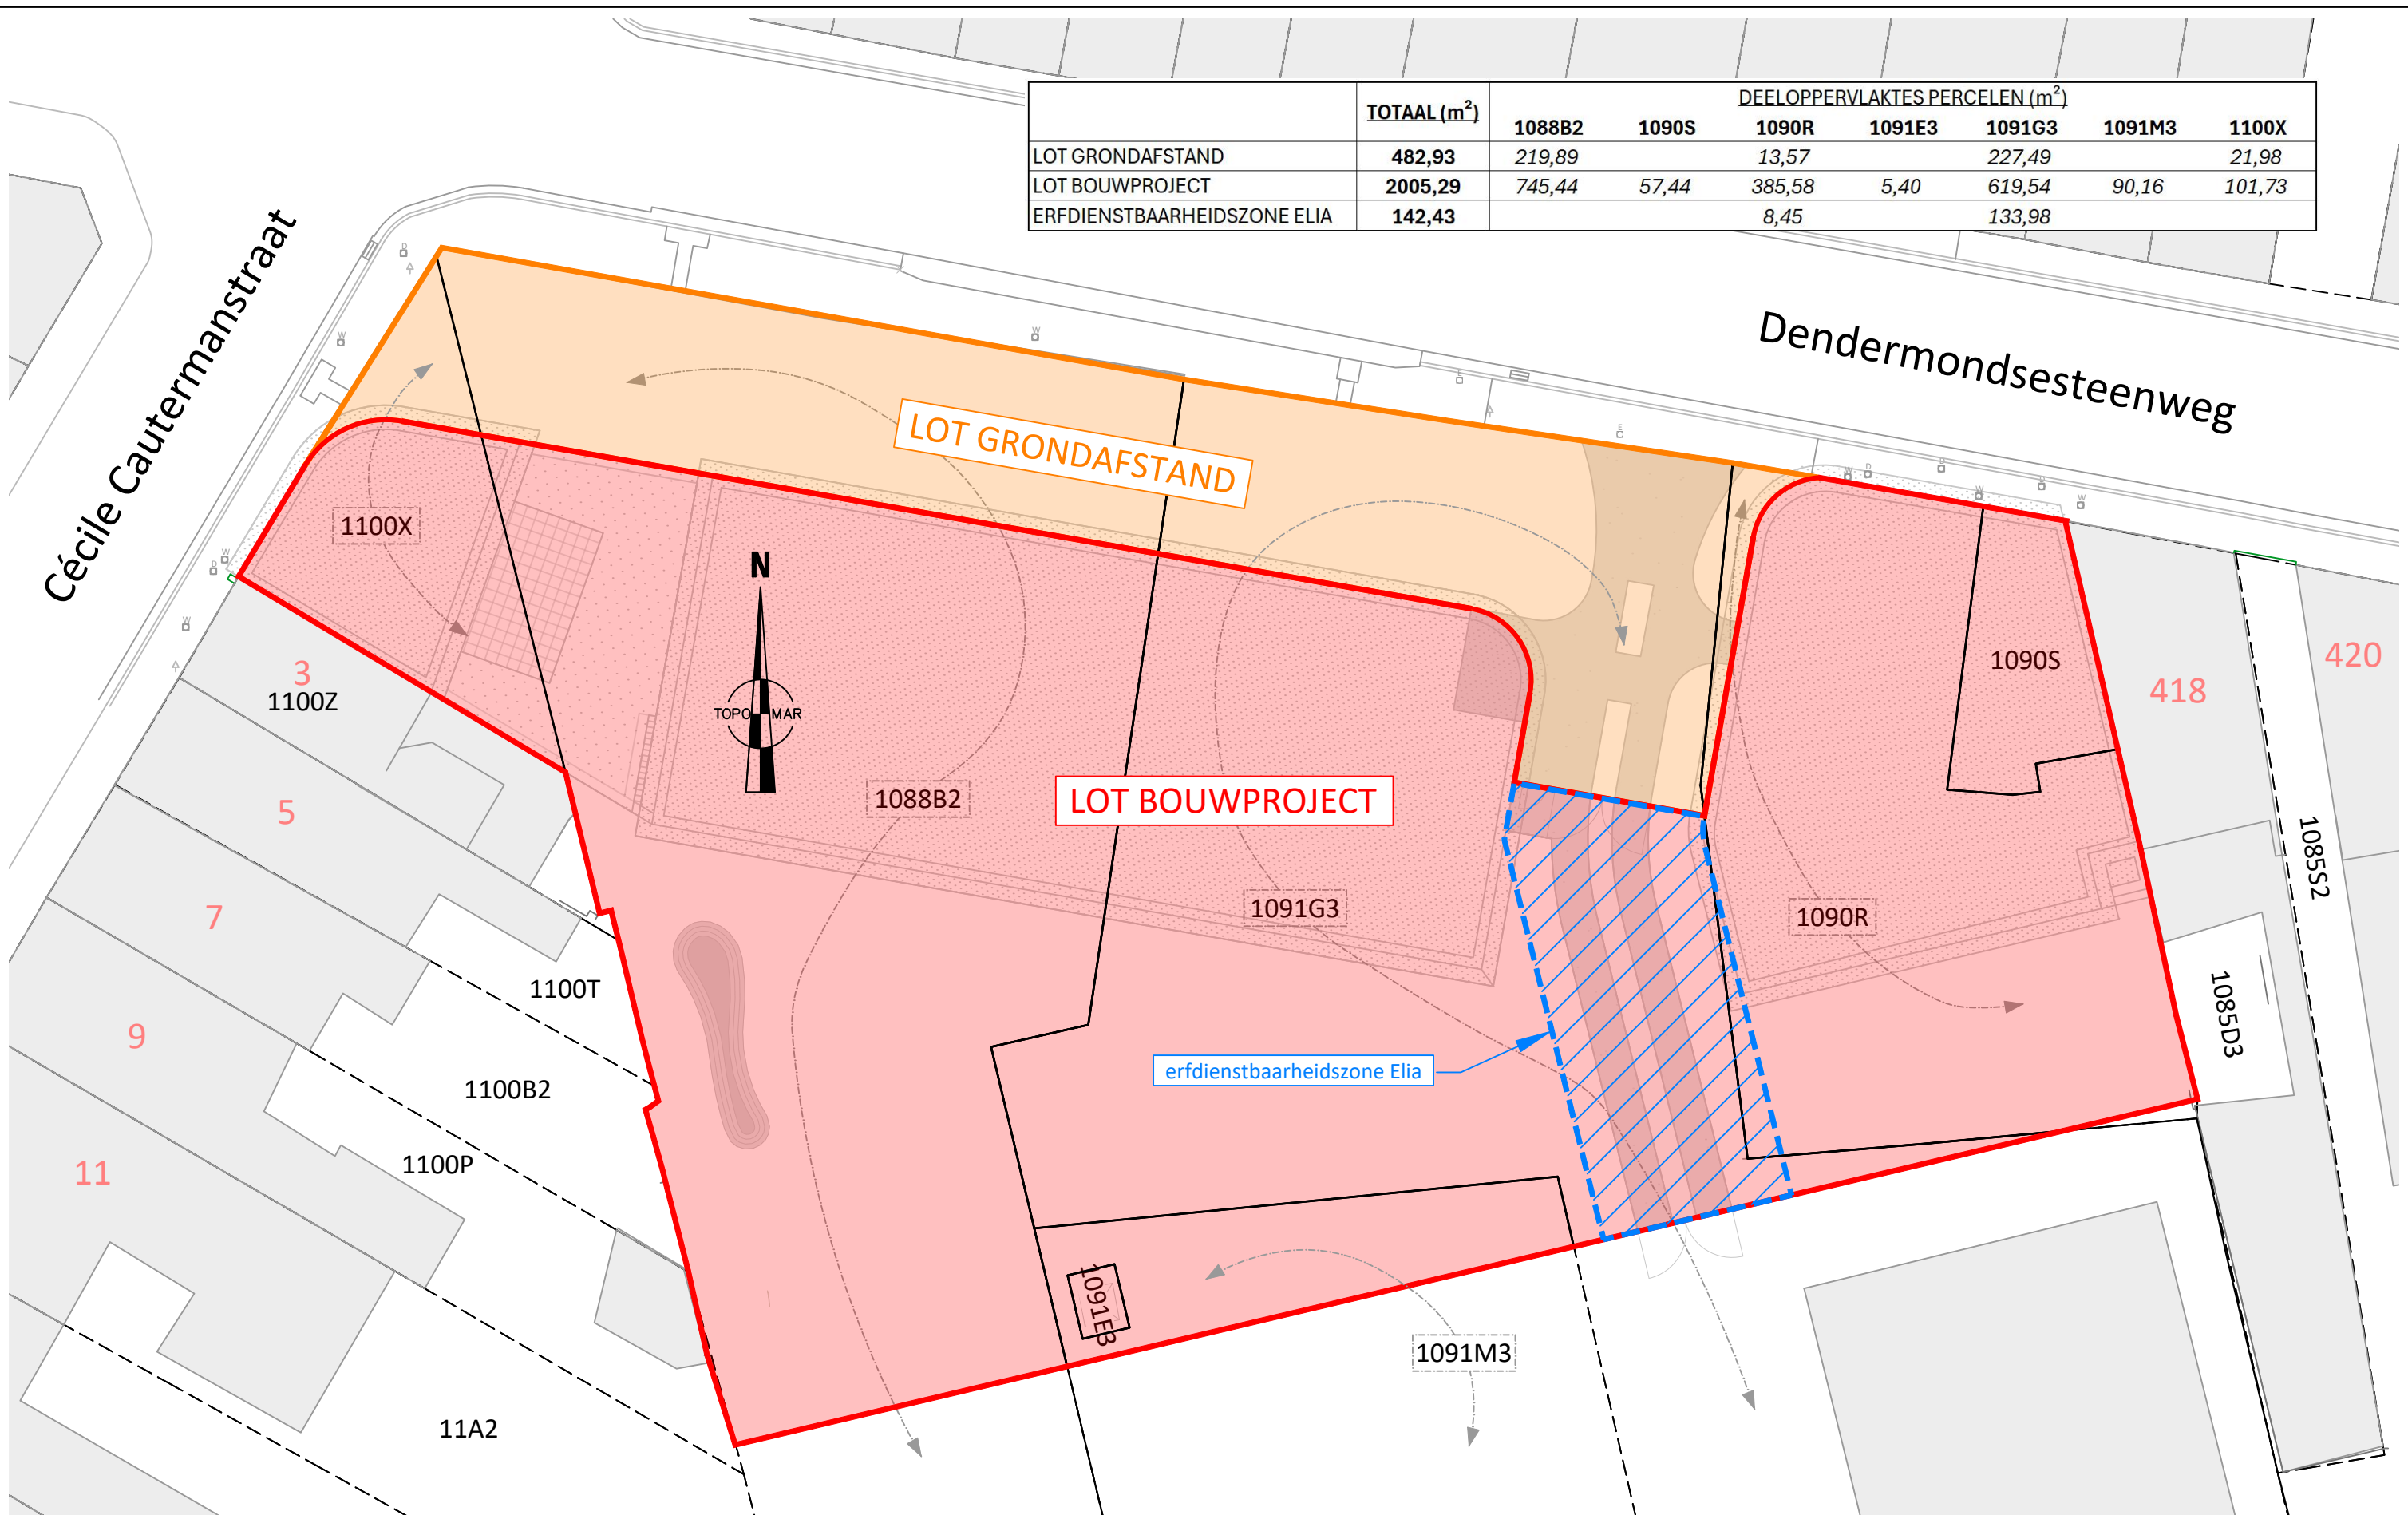 DEELOPPERVLAKTES PERCELEN (m²)
TOTAAL (m²)
1088B2 1090S 1090R 1091E3 1091G3 1091M3 1100X
LOT GRONDAFSTAND 482,93 219,89 13,57 227,49 21,98
LOT BOUWPROJECT 2005,29 745,44 57,44 385,58 5,40 619,54 90,16 101,73
ERFDIENSTBAARHEIDSZONE ELIA 142,43 8,45 133,98
Cécile Cautermanstraat
Dendermondsesteenweg
LOT GRONDAFSTAND
1100X
N
TOPO MAR
3
1100Z
1090S
418
420
5
1088B2
LOT BOUWPROJECT
1085S2
7
1091G3
1090R
1100T
9
1085D3
erfdienstbaarheidszone Elia
1100B2
11
1100P
1091E3
1091M3
11A2